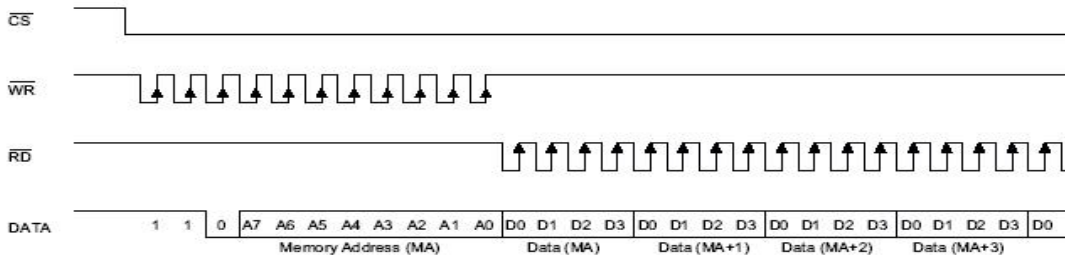 CS
WR
RD
DATA 1 1 0 A7 A6 A5 A4 A3 A2 A1 A0 D0 D1 D2 D3 D0 D1 D2 D3 D0 D1 D2 D3 D0 D1 D2 D3 D0
Memory Address (MA) Data (MA) Data (MA+1) Data (MA+2) Data (MA+3)